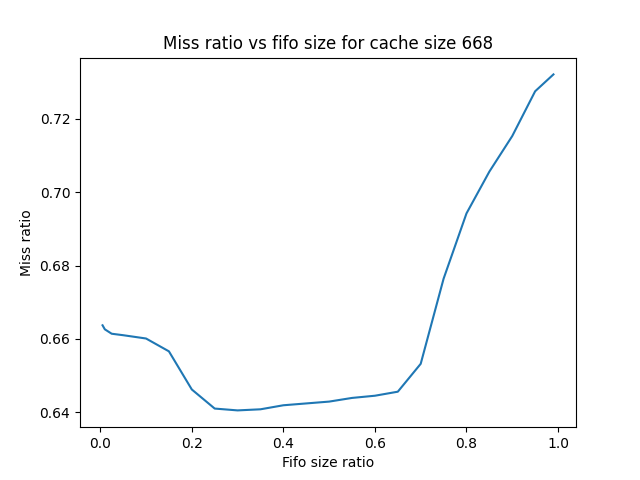 Miss ratio vs fifo size for cache size 668
0.72
0.70
0.68
0.66
0.64
Miss ratio
0.0 0.2 0.4 0.6 0.8 1.0
Fifo size ratio